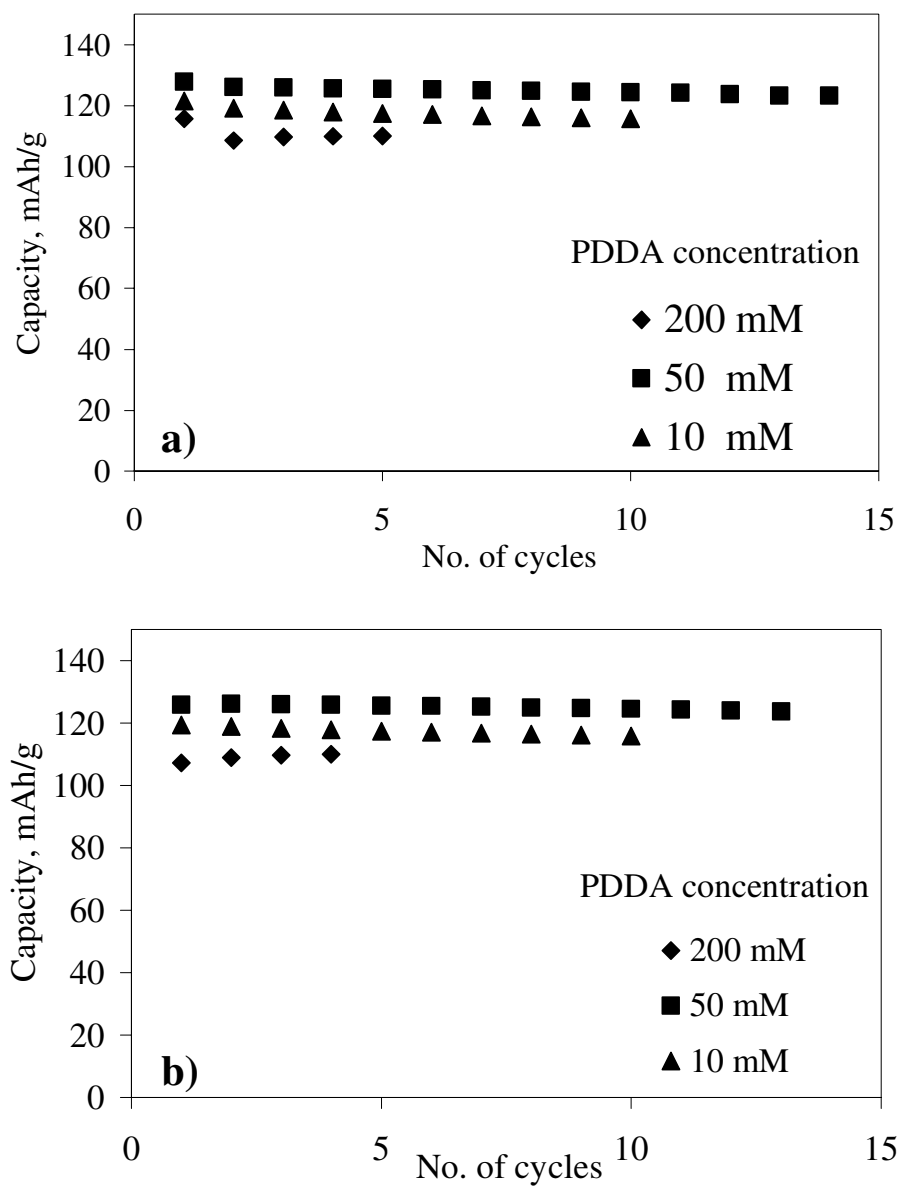 140
120
100
80
60
40
20
0
Capacity, mAh/g
PDDA concentration
200 mM
50 mM
10 mM
a)
0 5 10 15
No. of cycles
140
120
100
80
60
40
20
0
Capacity, mAh/g
PDDA concentration
200 mM
50 mM
10 mM
b)
0 5 10 15
No. of cycles